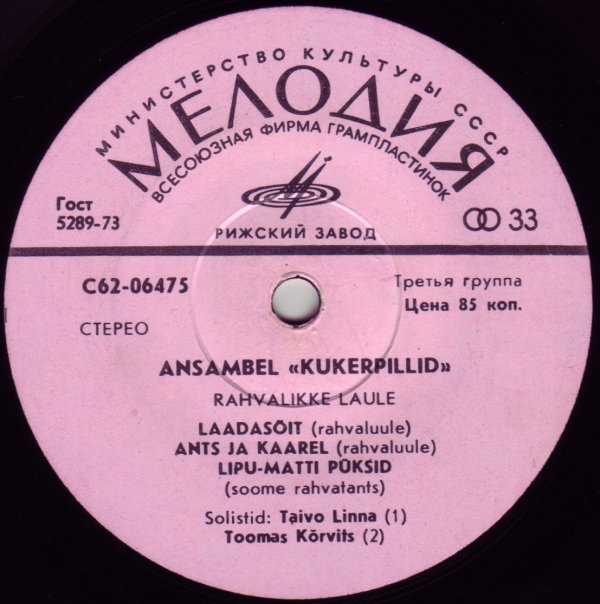 МИНИСТЕРСТВО КУЛЬТУРЫ СССР
МЕЛОДИЯ
ВСЕСОЮЗНАЯ ФИРМА ГРАМПЛАСТИНОК
Гост
5289-73
33
РИЖСКИЙ ЗАВОД
С62-06475
Третья группа
Цена 85 коп.
СТЕРЕО
ANSAMBEL «KUKERPILLID»
RAHVALIKKE LAULE
LAADASÕIT (rahvaluule)
ANTS JA KAAREL (rahvaluule)
LIPU-MATTI PÜKSID
(soome rahvatants)
Solistid: Taivo Linna (1)
Toomas Kõrvits (2)